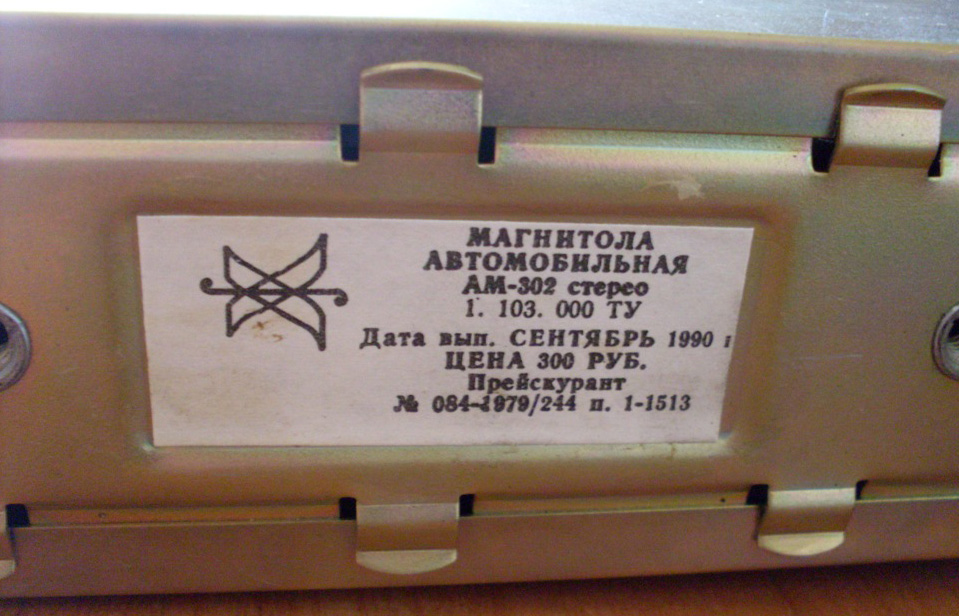 МАГНИТОЛА
АВТОМОБИЛЬНАЯ
АМ-302 стерео
1. 103. 000 ТУ
Дата вып. СЕНТЯБРЬ 1990 г
ЦЕНА 300 РУБ.
Прейскурант
№ 084-1979/244 п. 1-1513